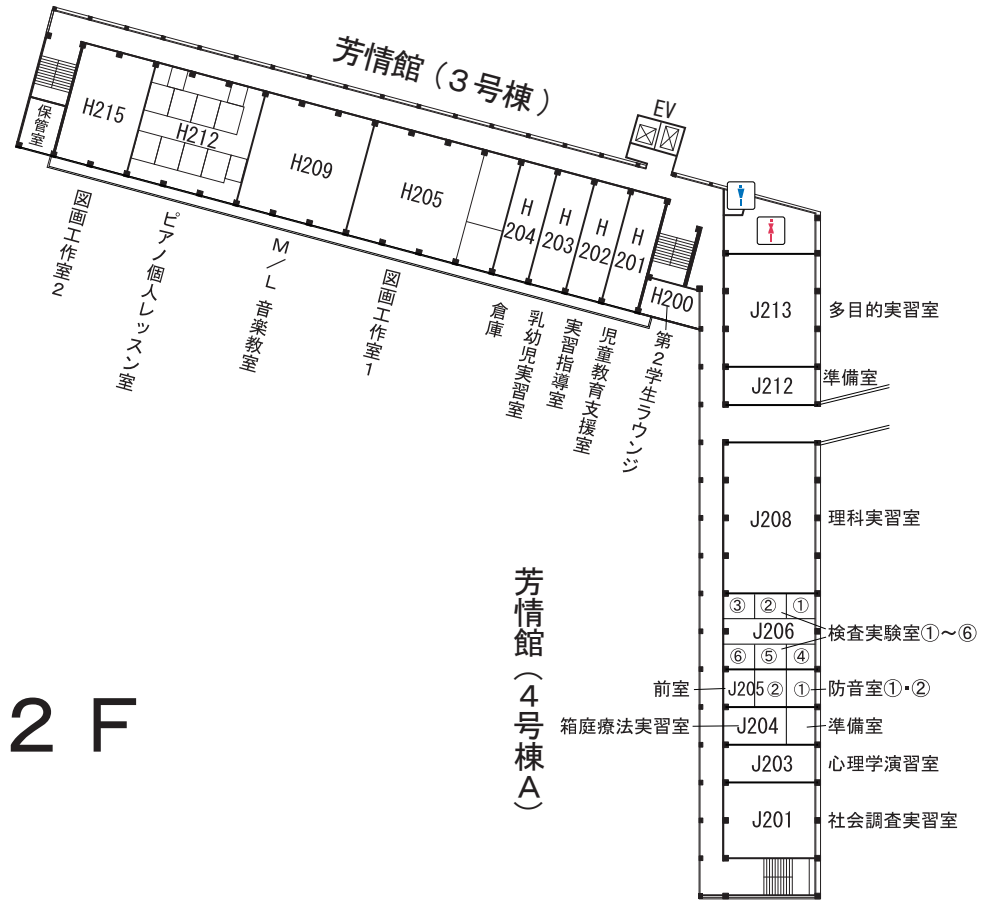 芳情館（３号棟）
EV
保管室
H215
H212
H209
H205
H
204
H
203
H
202
H
201
H200
図画工作室2
ピアノ個人レッスン室
M／L 音楽教室
図画工作室1
倉庫
乳幼児実習室
実習指導室
児童教育支援室
第2学生ラウンジ
J213
多目的実習室
J212
準備室
J208
理科実習室
③ ② ①
J206
検査実験室①～⑥
⑥ ⑤ ④
前室
J205 ② ①
防音室①・②
箱庭療法実習室
J204
準備室
J203
心理学演習室
J201
社会調査実習室
芳情館（４号棟Ａ）
２Ｆ